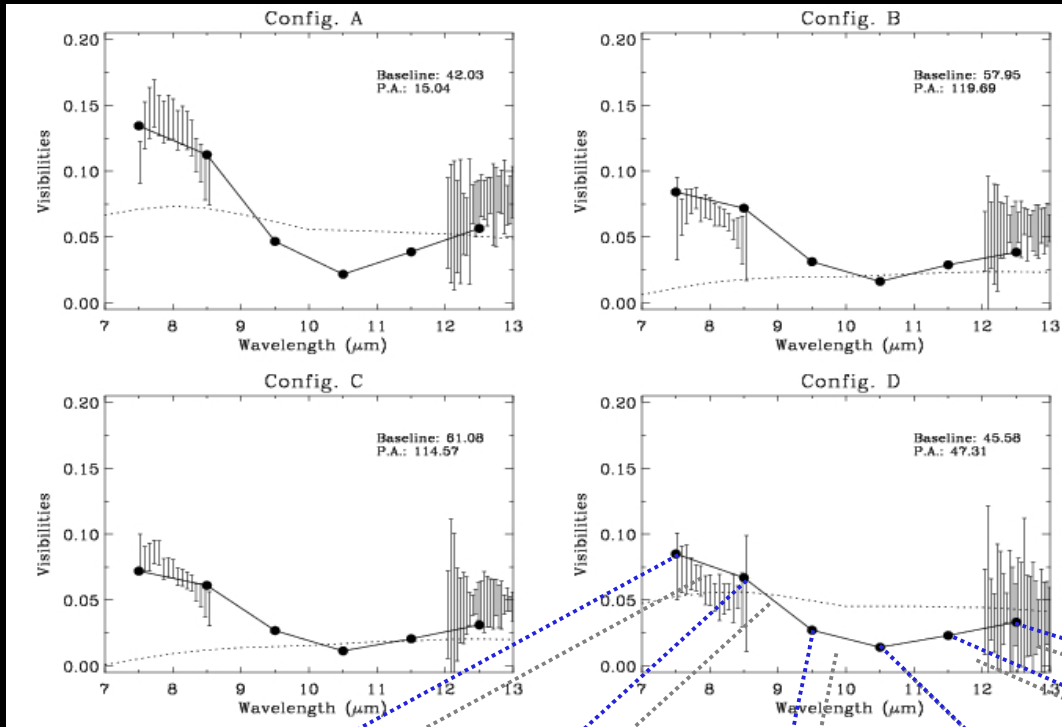 Config. A
0.20
0.15
0.10
0.05
0.00
Visibilities
Baseline: 42.03
P.A.: 15.04
7 8 9 10 11 12 13
Wavelength (μm)
Config. B
0.20
0.15
0.10
0.05
0.00
Visibilities
Baseline: 57.95
P.A.: 119.69
7 8 9 10 11 12 13
Wavelength (μm)
Config. C
0.20
0.15
0.10
0.05
0.00
Visibilities
Baseline: 61.08
P.A.: 114.57
7 8 9 10 11 12 13
Wavelength (μm)
Config. D
0.20
0.15
0.10
0.05
0.00
Visibilities
Baseline: 45.58
P.A.: 47.31
7 8 9 10 11 12 13
Wavelength (μm)